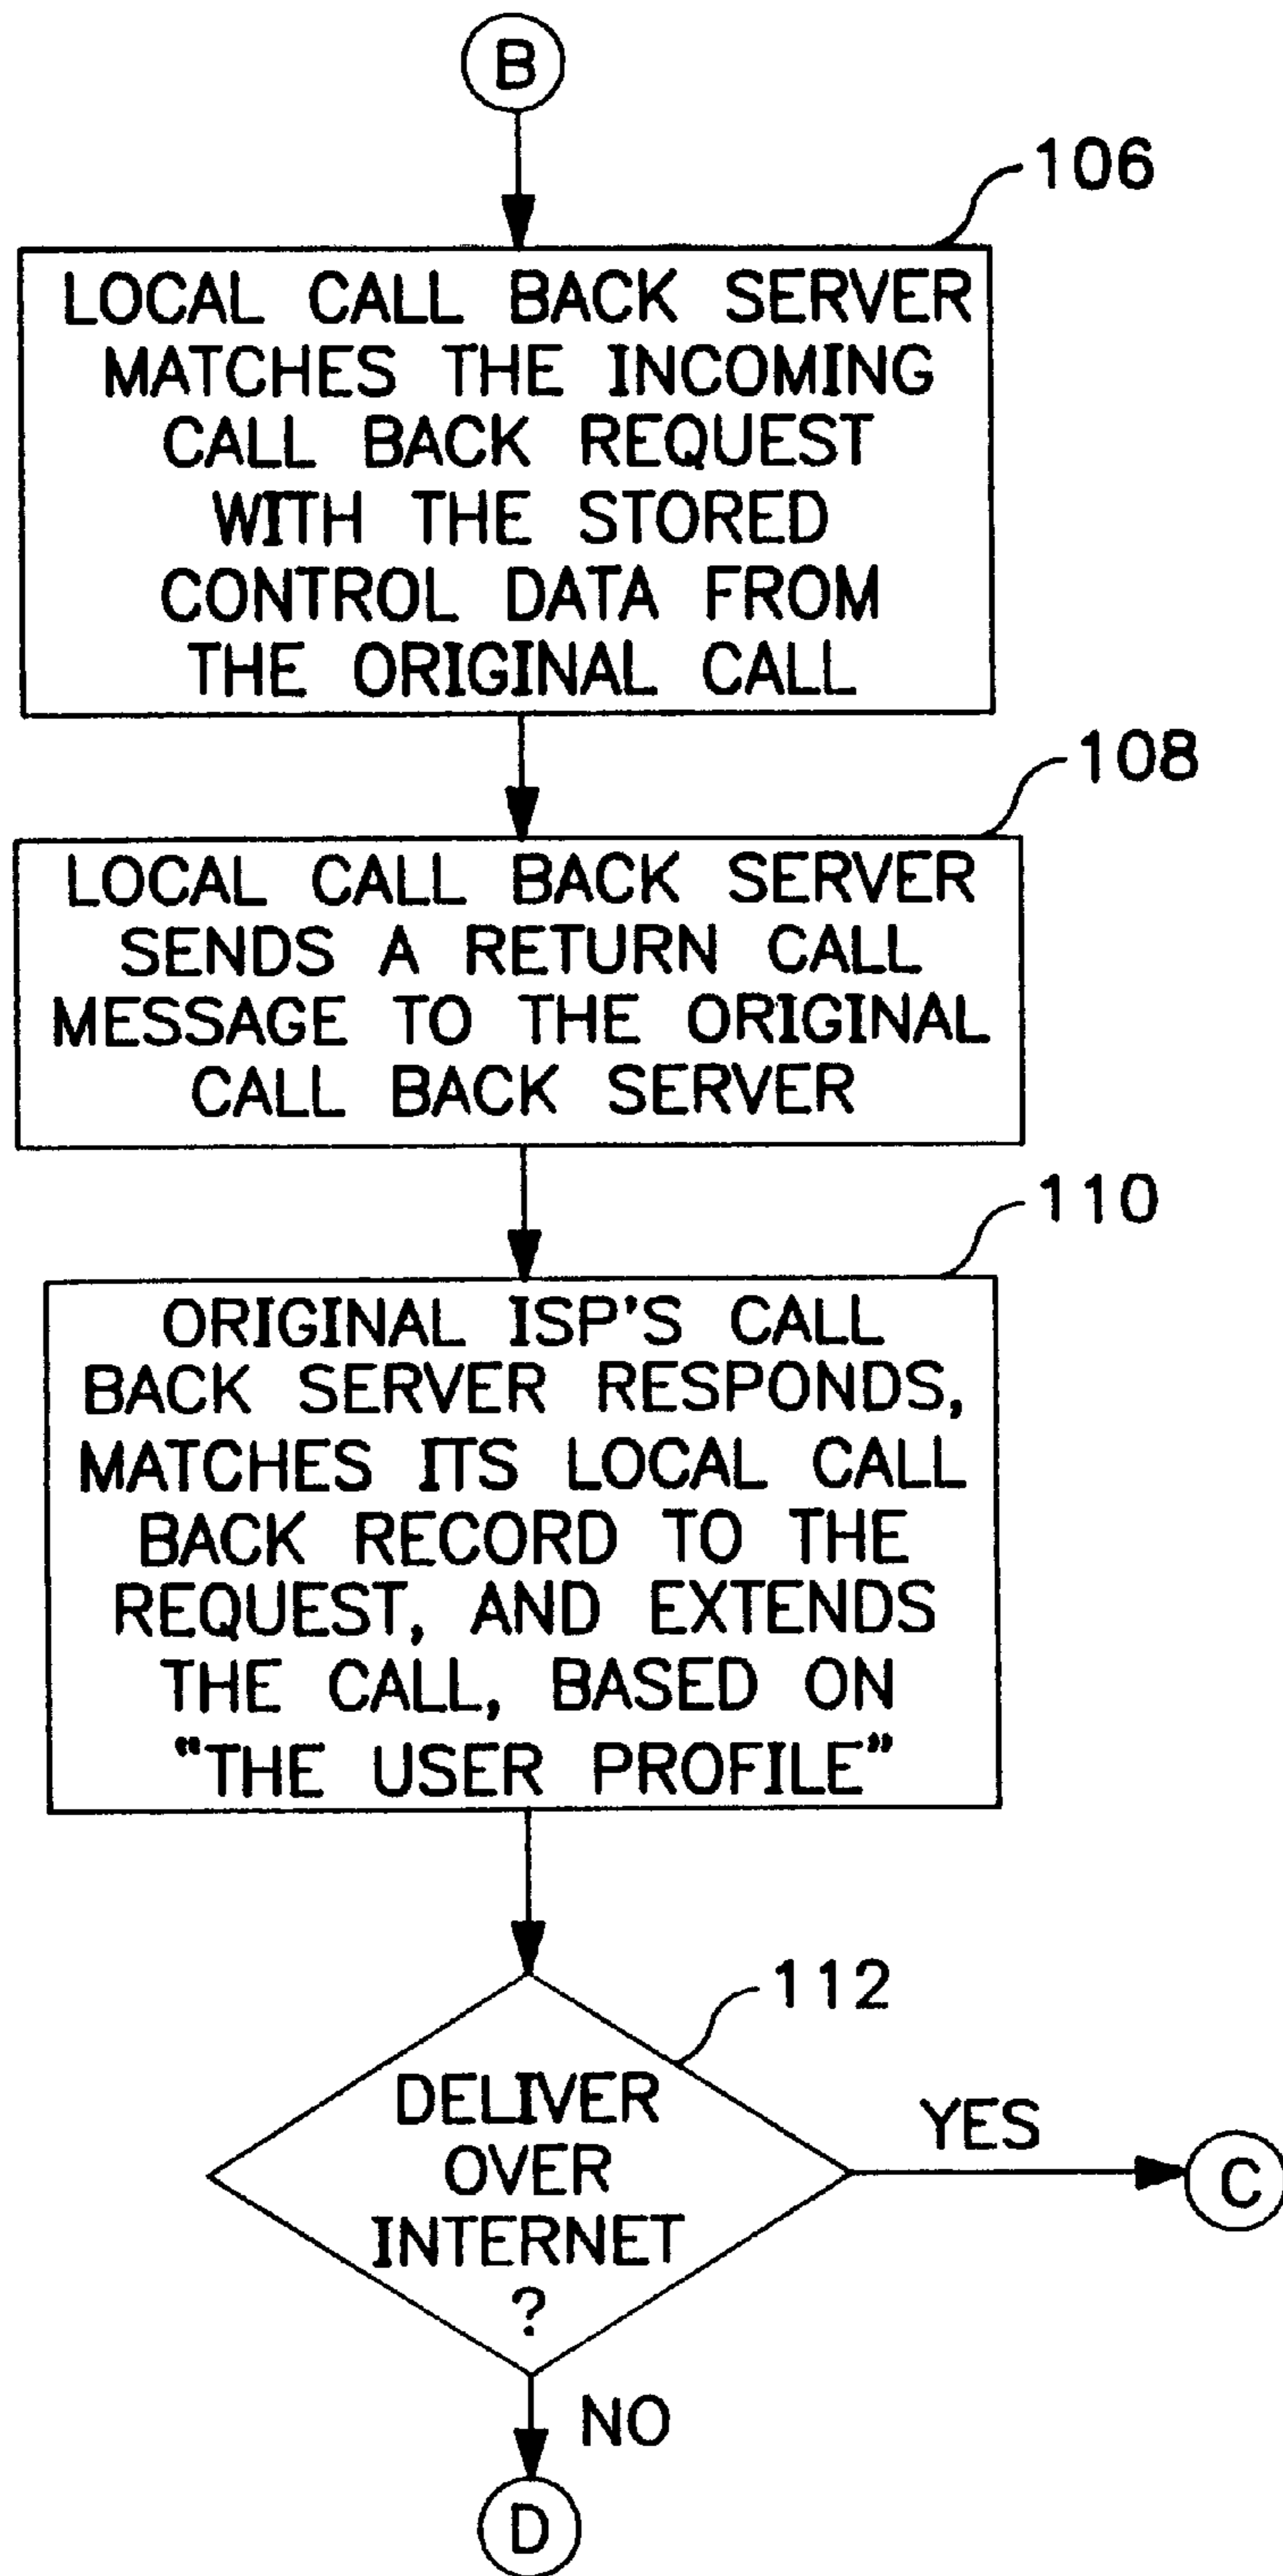 B
106
LOCAL CALL BACK SERVER
MATCHES THE INCOMING
CALL BACK REQUEST
WITH THE STORED
CONTROL DATA FROM
THE ORIGINAL CALL
108
LOCAL CALL BACK SERVER
SENDS A RETURN CALL
MESSAGE TO THE ORIGINAL
CALL BACK SERVER
110
ORIGINAL ISP'S CALL
BACK SERVER RESPONDS,
MATCHES ITS LOCAL CALL
BACK RECORD TO THE
REQUEST, AND EXTENDS
THE CALL, BASED ON
“THE USER PROFILE”
112
DELIVER
OVER
INTERNET
?
YES
C
NO
D